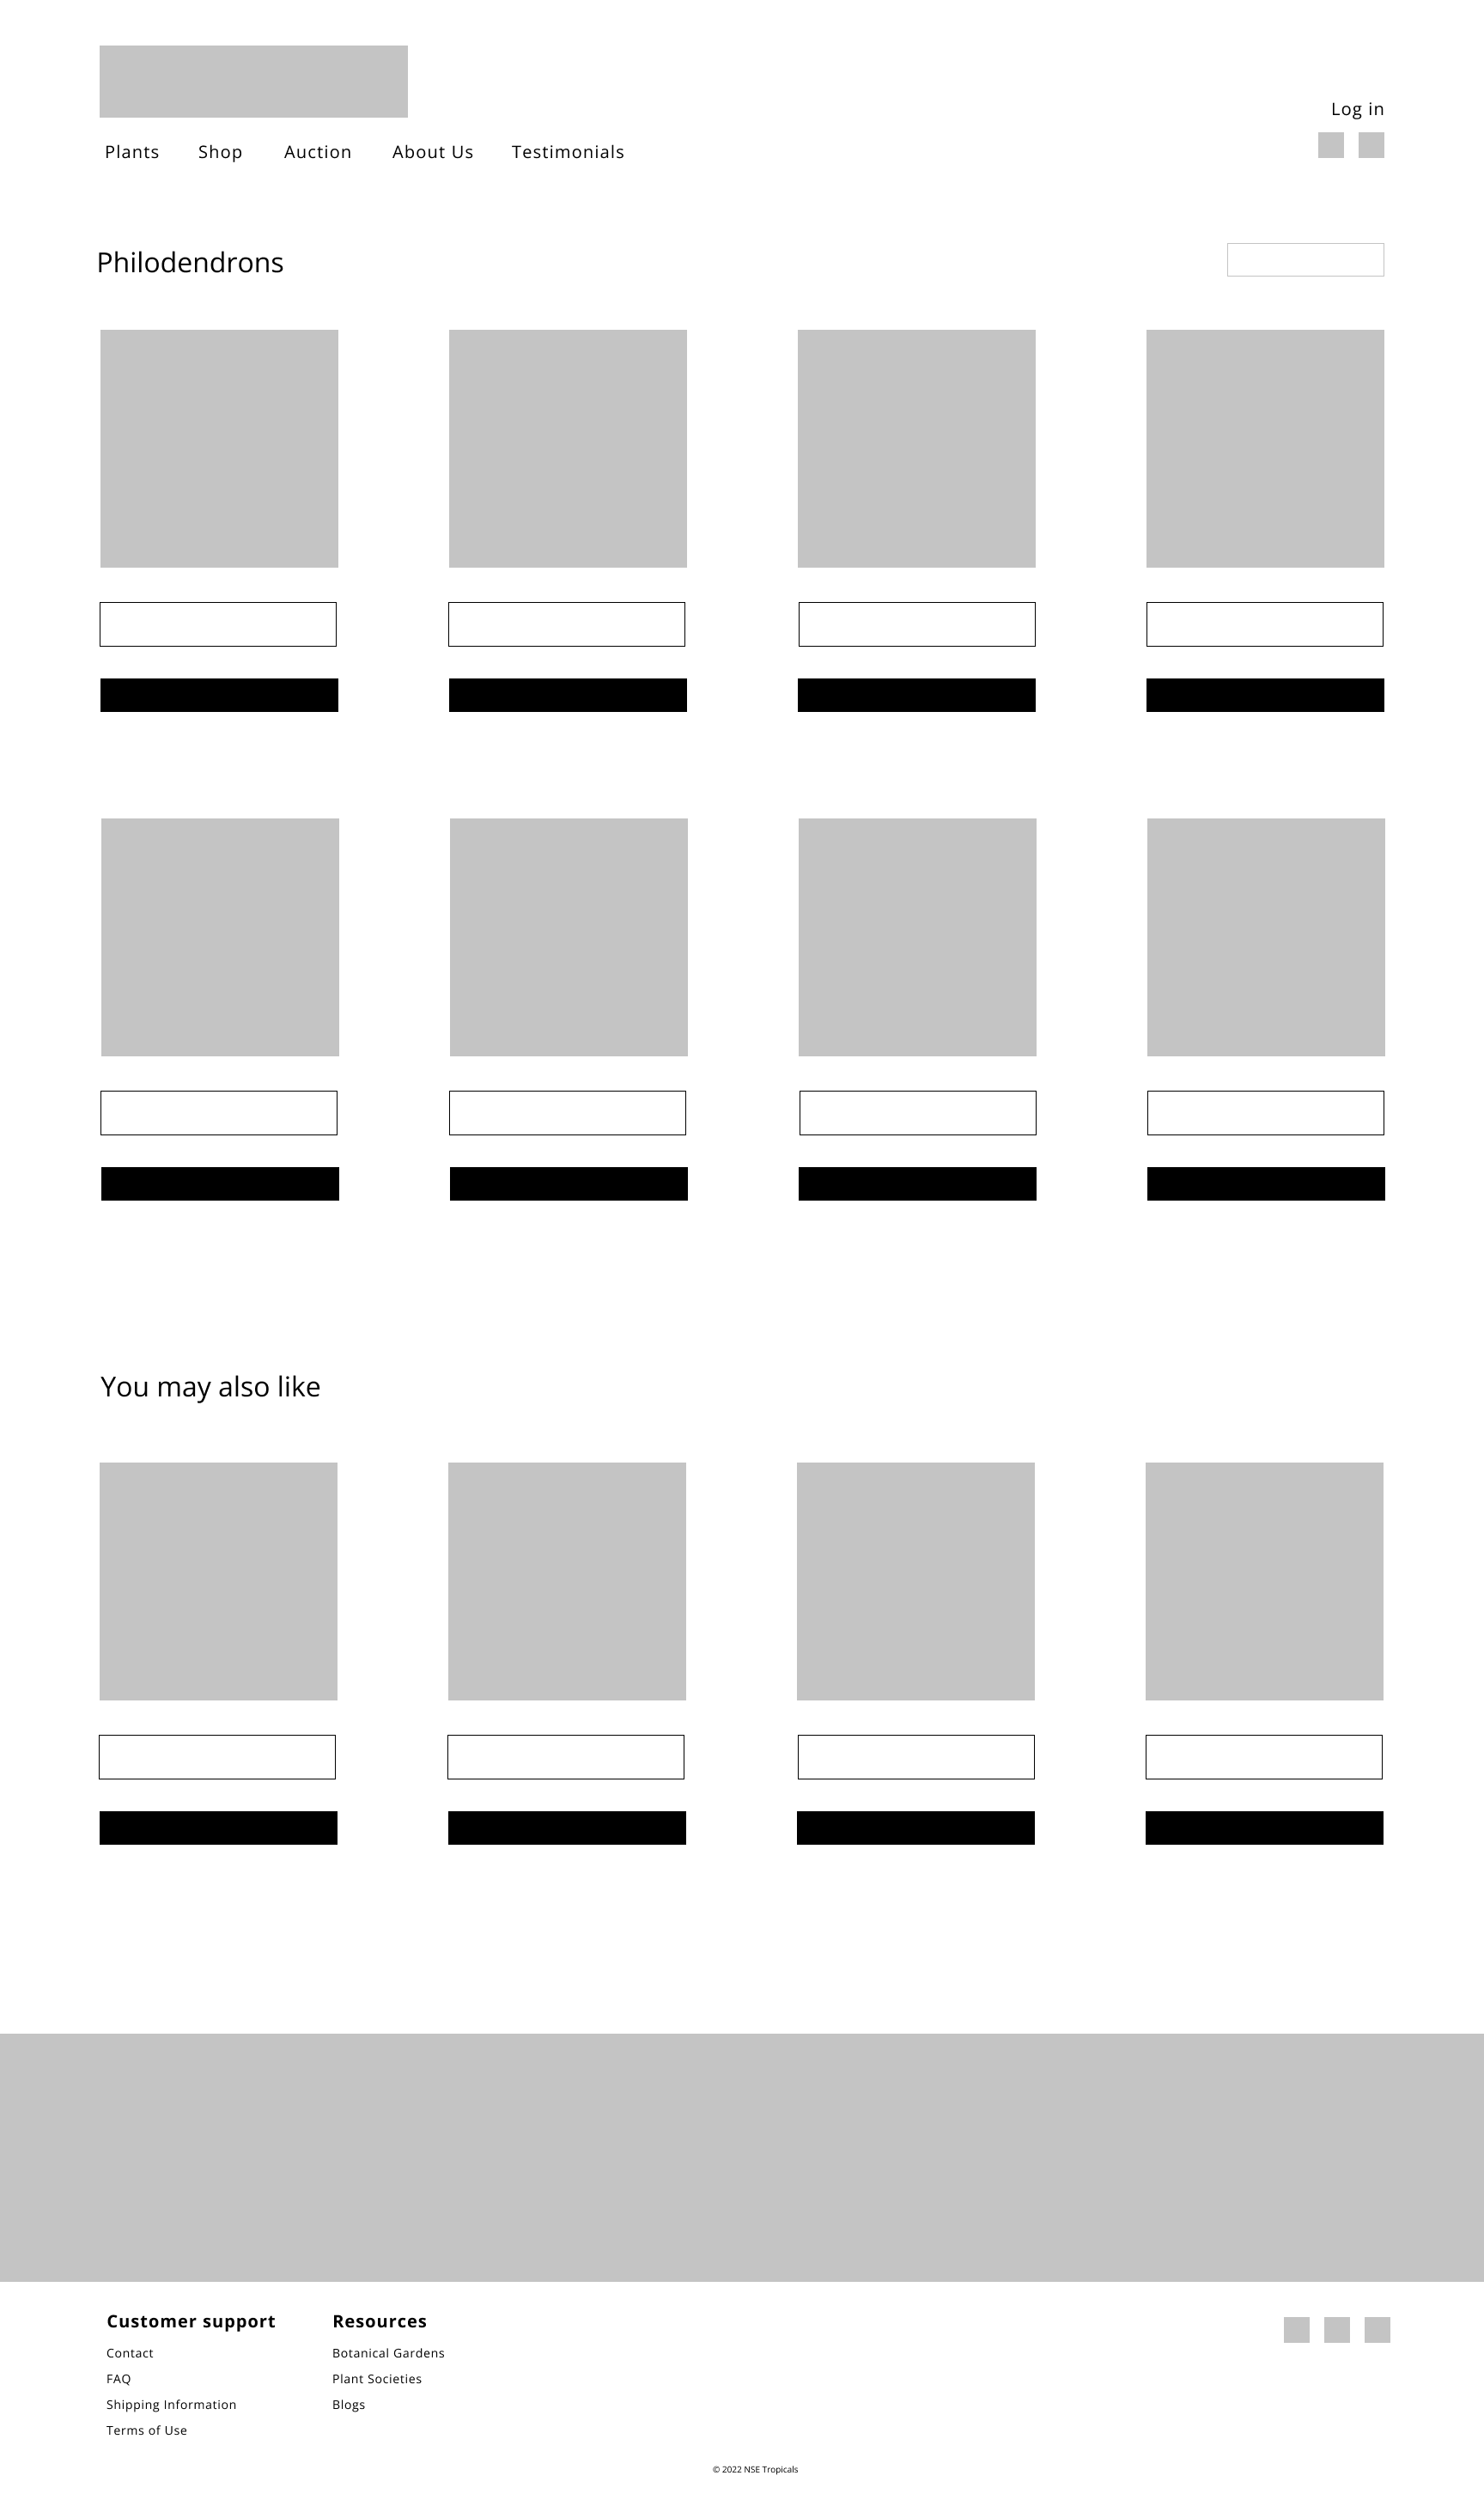 Log in
Plants Shop Auction About Us Testimonials
Philodendrons
You may also like
Customer support
Contact
FAQ
Shipping Information
Terms of Use
Resources
Botanical Gardens
Plant Societies
Blogs
© 2022 NSE Tropicals